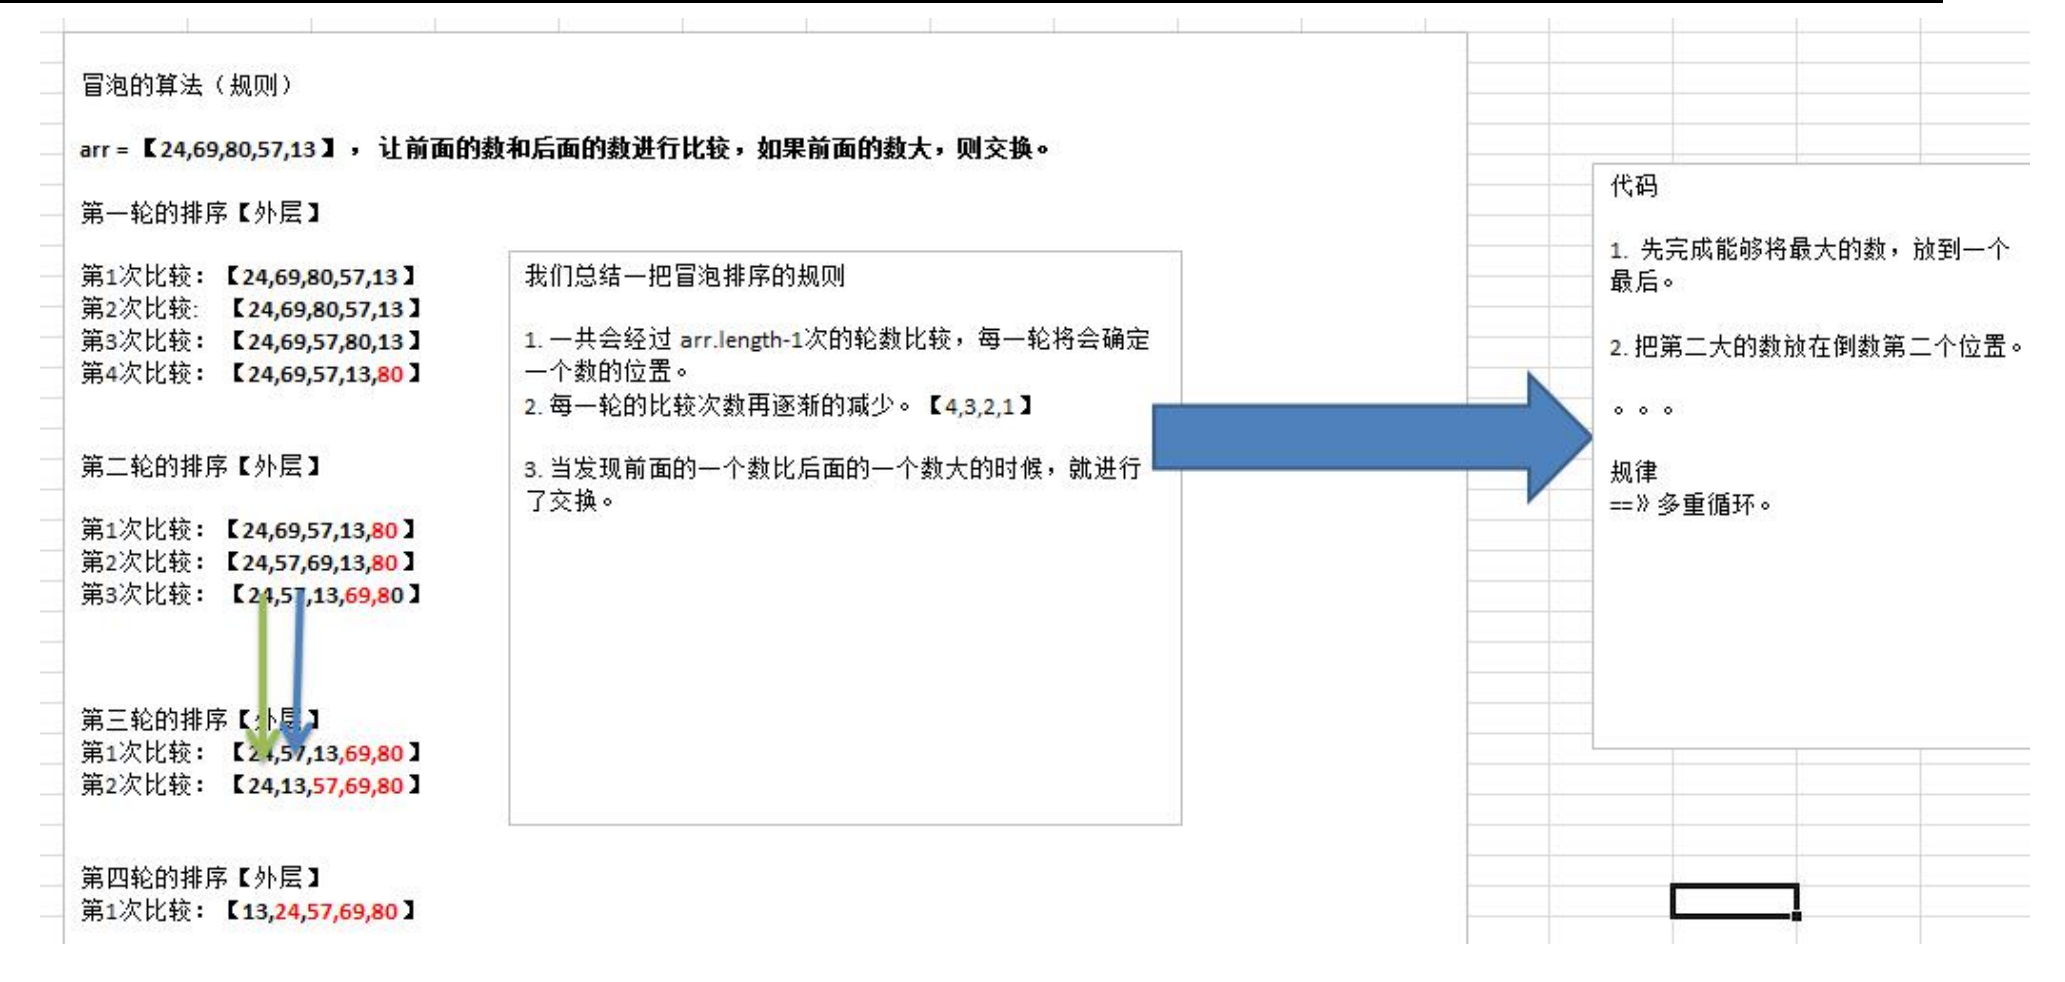 冒泡的算法（规则）
arr = 【24,69,80,57,13】 ， 让前面的数和后面的数进行比较，如果前面的数大，则交换。
第一轮的排序【外层】
第1次比较：【24,69,80,57,13】
第2次比较: 【24,69,80,57,13】
第3次比较： 【24,69,57,80,13】
第4次比较： 【24,69,57,13,80】
第二轮的排序【外层】
第1次比较：【24,69,57,13,80】
第2次比较：【24,57,69,13,80】
第3次比较： 【24,57,13,69,80】
第三轮的排序【外层】
第1次比较： 【24,57,13,69,80】
第2次比较： 【24,13,57,69,80】
第四轮的排序【外层】
第1次比较：【13,24,57,69,80】
我们总结一把冒泡排序的规则
1. 一共会经过 arr.length-1次的轮数比较，每一轮将会确定
一个数的位置。
2. 每一轮的比较次数再逐渐的减少。【4,3,2,1】
3. 当发现前面的一个数比后面的一个数大的时候，就进行
了交换。
代码
1. 先完成能够将最大的数，放到一个
最后。
2. 把第二大的数放在倒数第二个位置。
。。。
规律
==》多重循环。